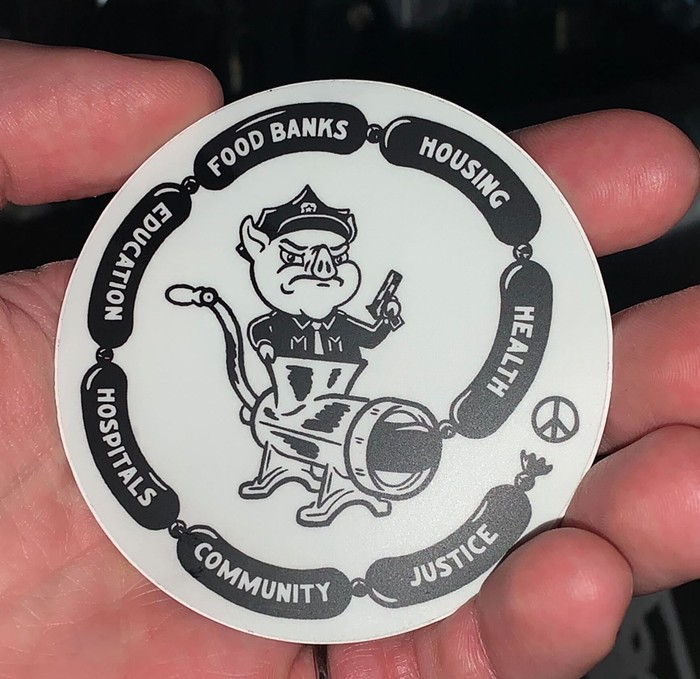 FOOD BANKS
HOUSING
HEALTH
EDUCATION
HOSPITALS
COMMUNITY
JUSTICE